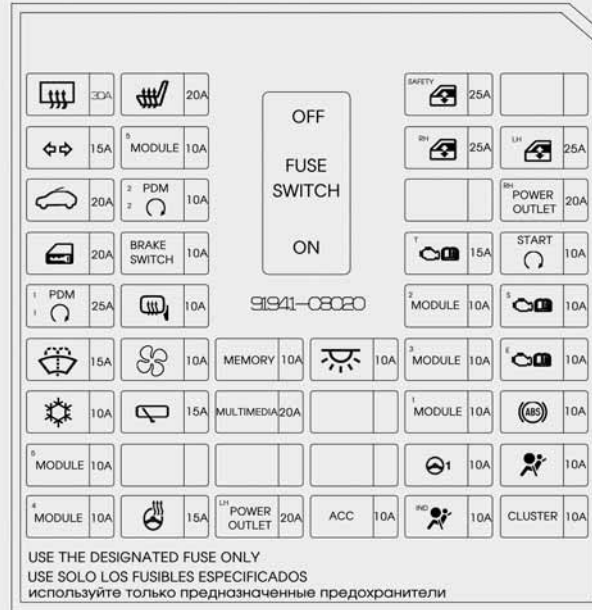 30A 20A SAFETY 25A
OFF
15A 5 MODULE 10A RH 25A LH 25A
FUSE
SWITCH
20A 2 PDM 2 10A RH POWER OUTLET 20A
20A BRAKE SWITCH 10A ON T 15A START 10A
1 PDM 1 25A 10A 91941-C8020 2 MODULE 10A S 10A
15A 10A MEMORY 10A 10A 3 MODULE 10A E 10A
10A 15A MULTIMEDIA 20A 1 MODULE 10A (ABS) 10A
6 MODULE 10A 1 10A 10A
4 MODULE 10A 15A LH POWER OUTLET 20A ACC 10A IND 10A CLUSTER 10A
USE THE DESIGNATED FUSE ONLY
USE SOLO LOS FUSIBLES ESPECIFICADOS
используйте только предназначенные предохранители